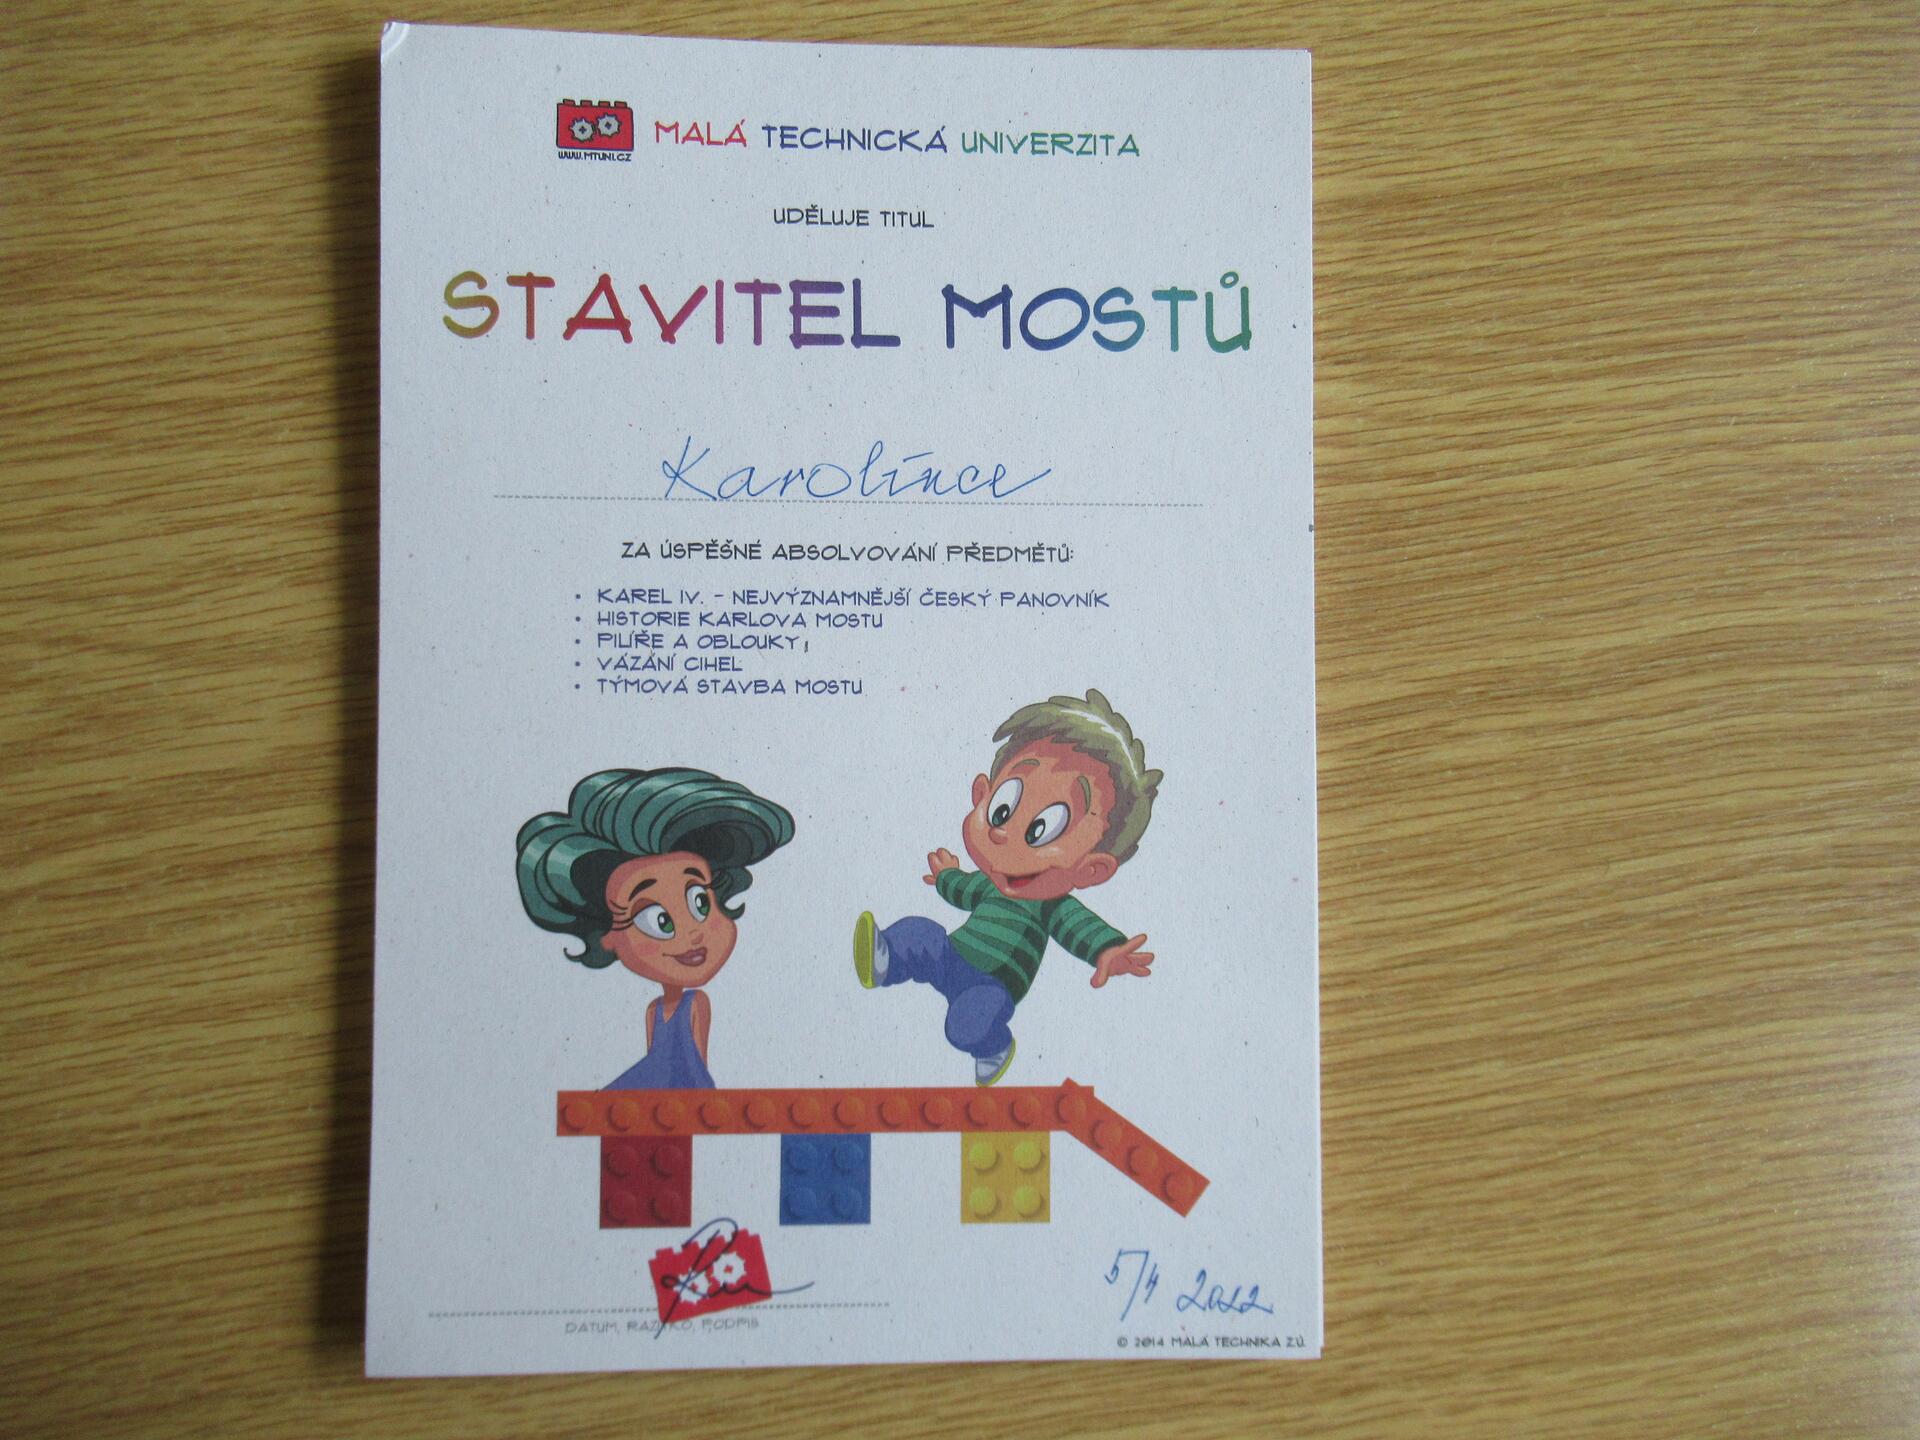 WWW.MTUNI.CZ
MALÁ TECHNICKÁ UNIVERZITA
UDĚLUJE TITUL
STAVITEL MOSTŮ
Karolínce
ZA ÚSPĚŠNÉ ABSOLVOVÁNÍ PŘEDMĚTŮ:
• KAREL IV. - NEJVÝZNAMNĚJŠÍ ČESKÝ PANOVNÍK
• HISTORIE KARLOVA MOSTU
• PILÍŘE A OBLOUKY
• VÁZÁNÍ CIHEL
• TÝMOVÁ STAVBA MOSTU
5/4 2022
DATUM, RAZÍTKO, PODPIS
© 2014 MALÁ TECHNIKA Z.Ú.